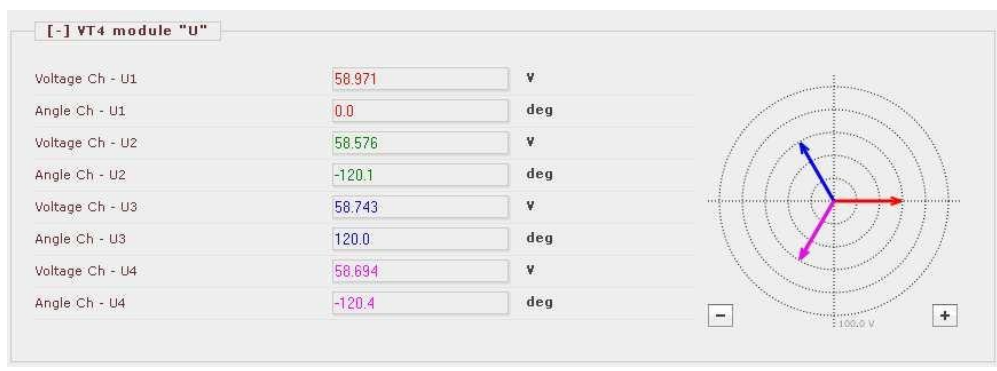 [-] VT4 module "U"
Voltage Ch - U1 58.971 V
Angle Ch - U1 0.0 deg
Voltage Ch - U2 58.576 V
Angle Ch - U2 -120.1 deg
Voltage Ch - U3 58.743 V
Angle Ch - U3 120.0 deg
Voltage Ch - U4 58.694 V
Angle Ch - U4 -120.4 deg
- +
100.0 V